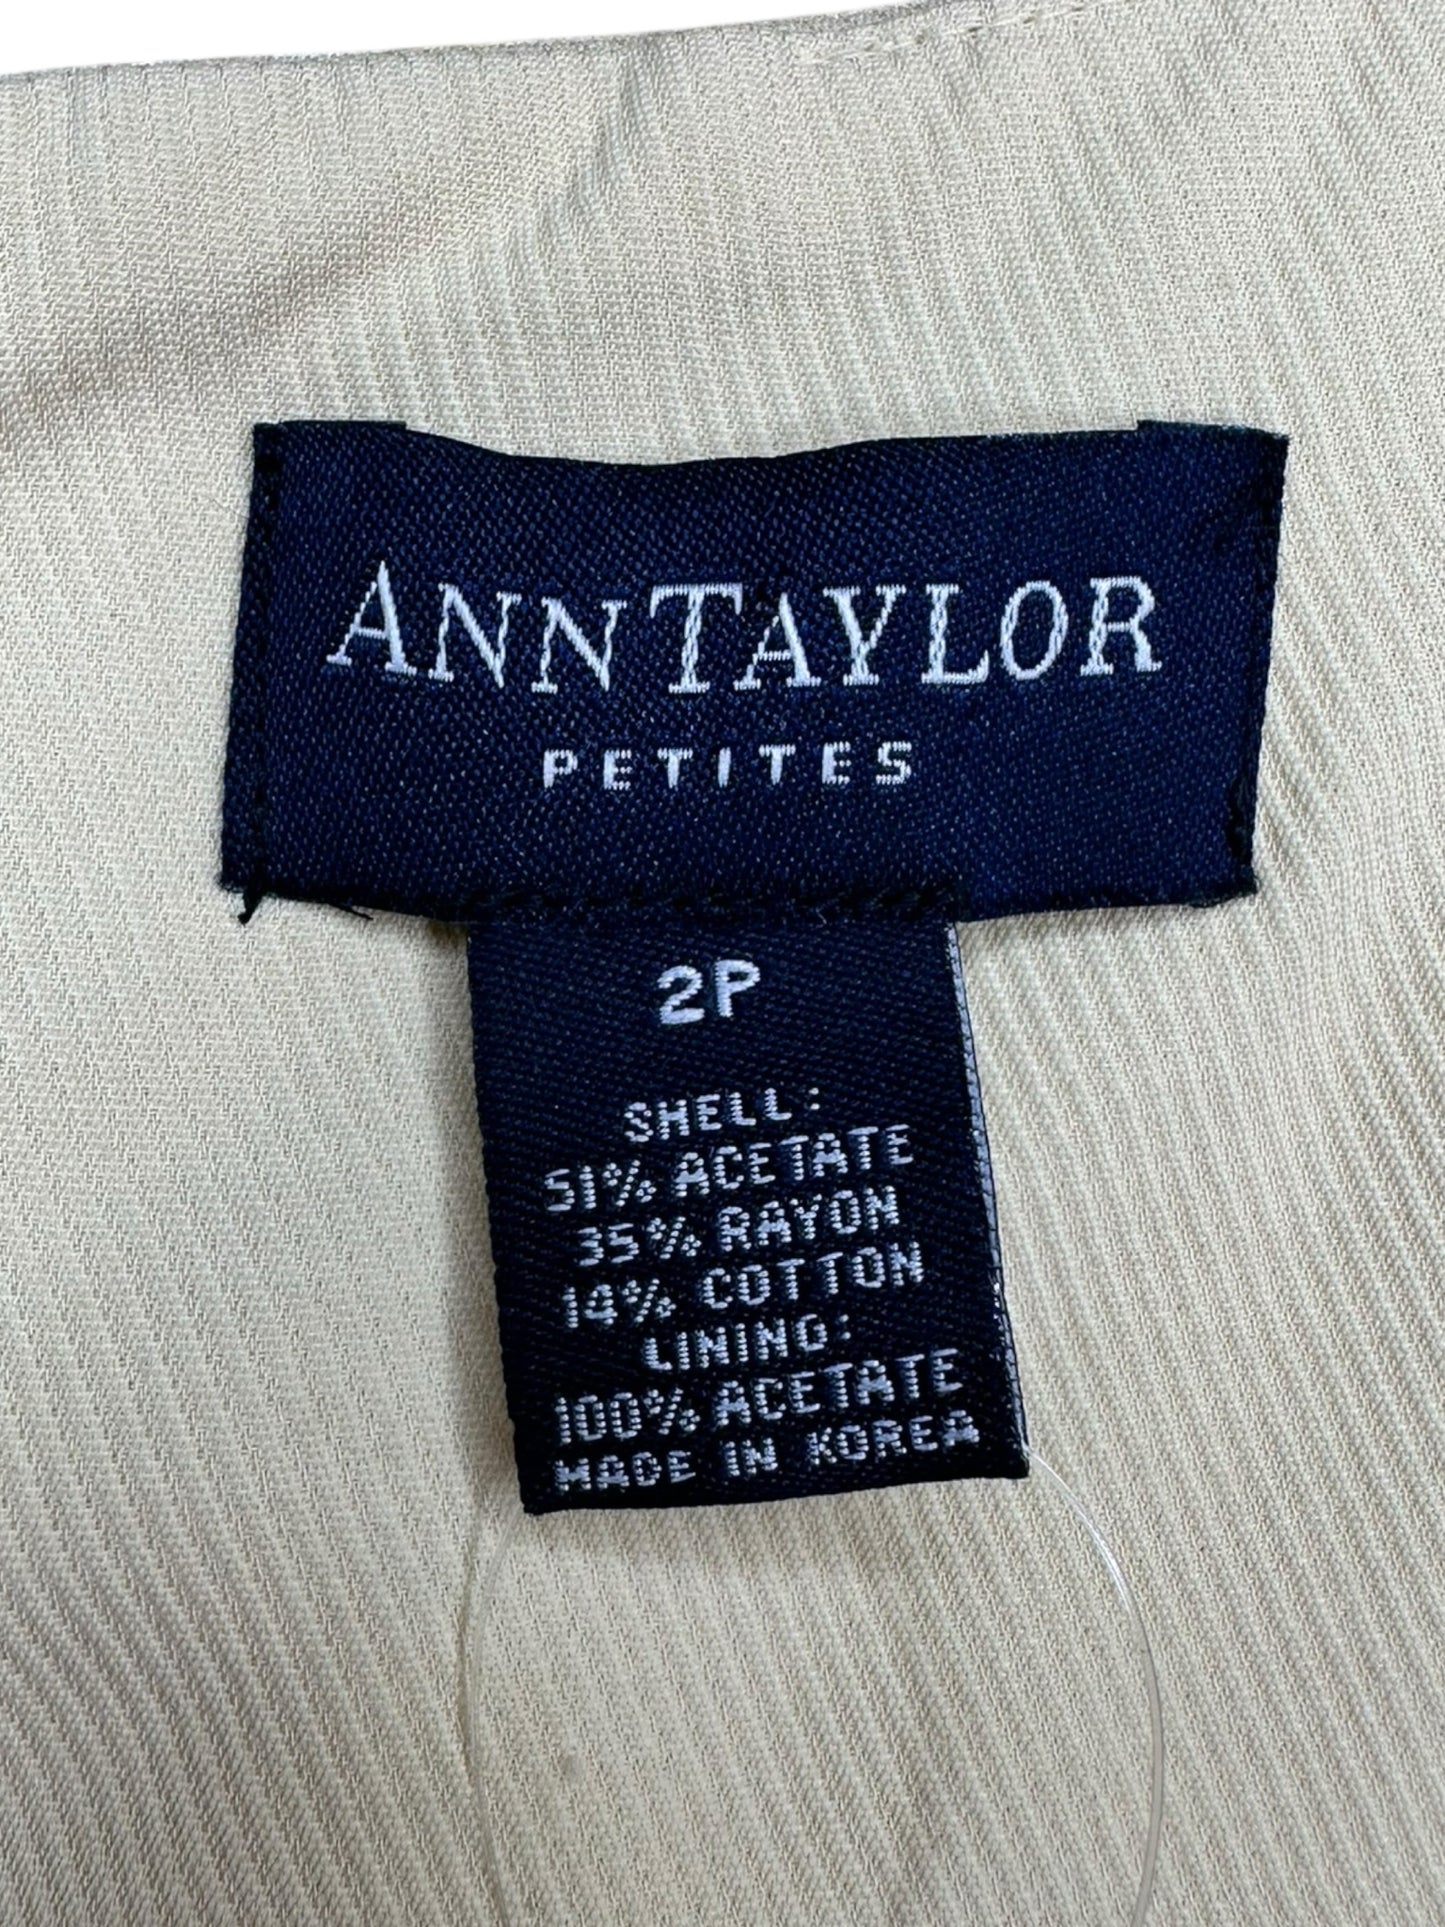 ANNTAYLOR
PETITES
2P
SHELL:
51% ACETATE
35% RAYON
14% COTTON
LINING:
100% ACETATE
MADE IN KOREA